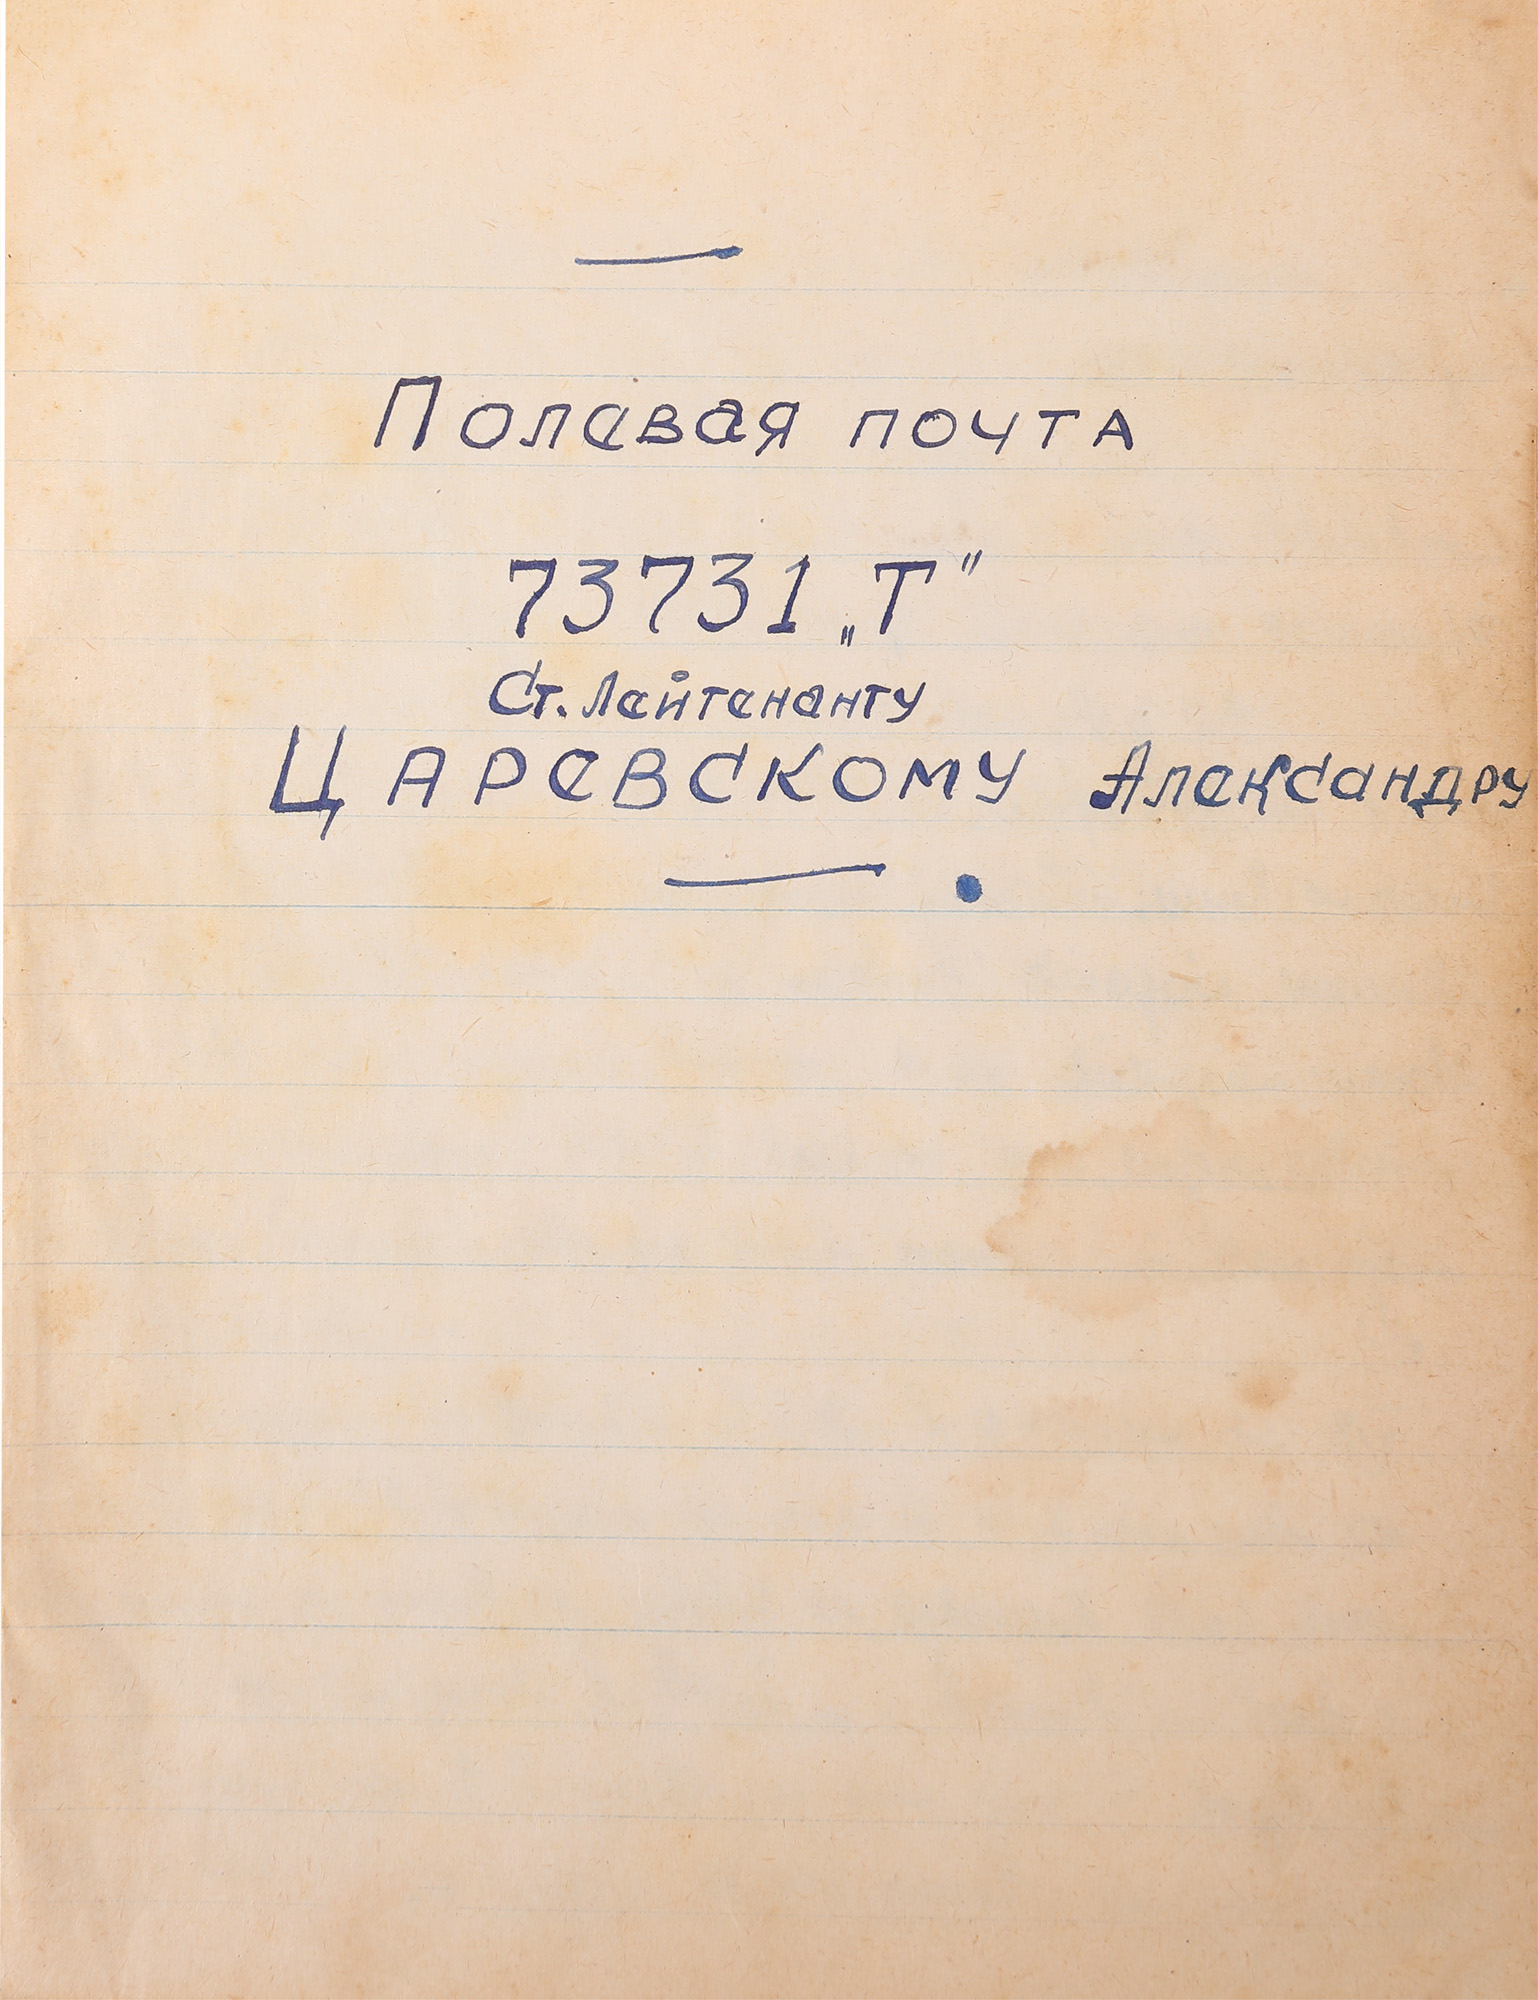 Полевая почта
73731 „Т"
Ст. Лейтенанту
Царевскому Александру